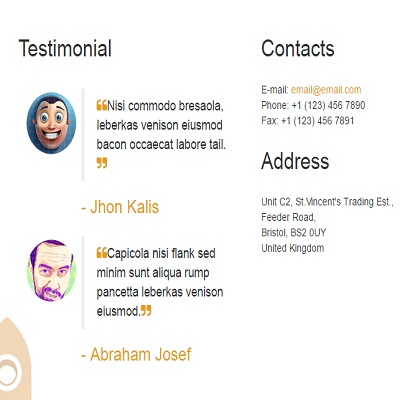 Testimonial
❝Nisi commodo bresaola,
leberkas venison eiusmod
bacon occaecat labore tail.
❞
- Jhon Kalis
❝Capicola nisi flank sed
minim sunt aliqua rump
pancetta leberkas venison
eiusmod.❞
- Abraham Josef
Contacts
E-mail: email@email.com
Phone: +1 (123) 456 7890
Fax: +1 (123) 456 7891
Address
Unit C2, St.Vincent's Trading Est.,
Feeder Road,
Bristol, BS2 0UY
United Kingdom